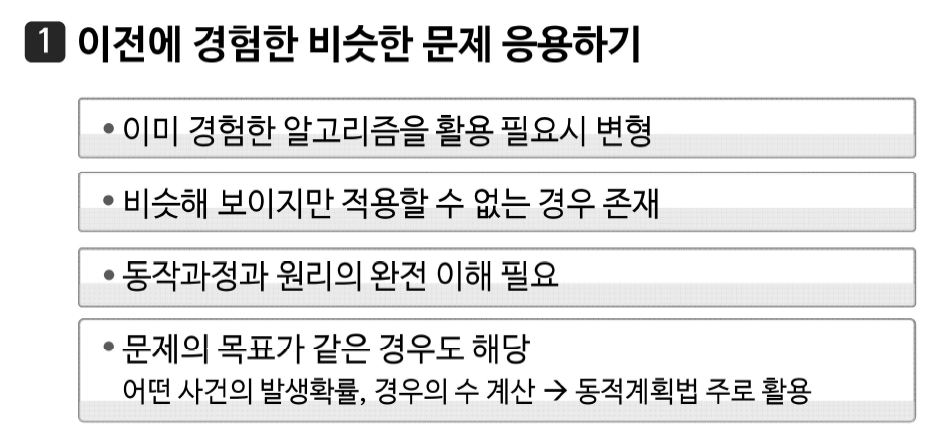 1 이전에 경험한 비슷한 문제 응용하기
• 이미 경험한 알고리즘을 활용 필요시 변형
• 비슷해 보이지만 적용할 수 없는 경우 존재
• 동작과정과 원리의 완전 이해 필요
• 문제의 목표가 같은 경우도 해당
어떤 사건의 발생확률, 경우의 수 계산 → 동적계획법 주로 활용